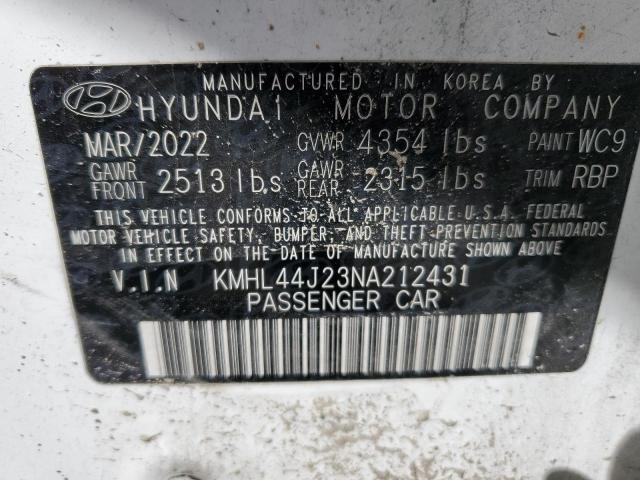 MANUFACTURED IN KOREA BY
HYUNDAI MOTOR COMPANY
MAR/2022 GVWR 4354 lbs PAINT WC9
GAWR FRONT 2513 lbs GAWR REAR 2315 lbs TRIM RBP
THIS VEHICLE CONFORMS TO ALL APPLICABLE U.S.A. FEDERAL
MOTOR VEHICLE SAFETY, BUMPER, AND THEFT PREVENTION STANDARDS
IN EFFECT ON THE DATE OF MANUFACTURE SHOWN ABOVE
V.I.N KMHL44J23NA212431
PASSENGER CAR